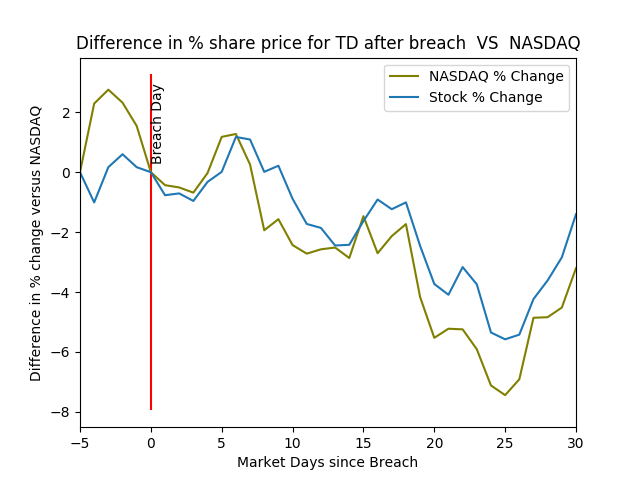 Difference in % share price for TD after breach  VS  NASDAQ
NASDAQ % Change
Stock % Change
Breach Day
Difference in % change versus NASDAQ
2
0
−2
−4
−6
−8
−5
0
5
10
15
20
25
30
Market Days since Breach